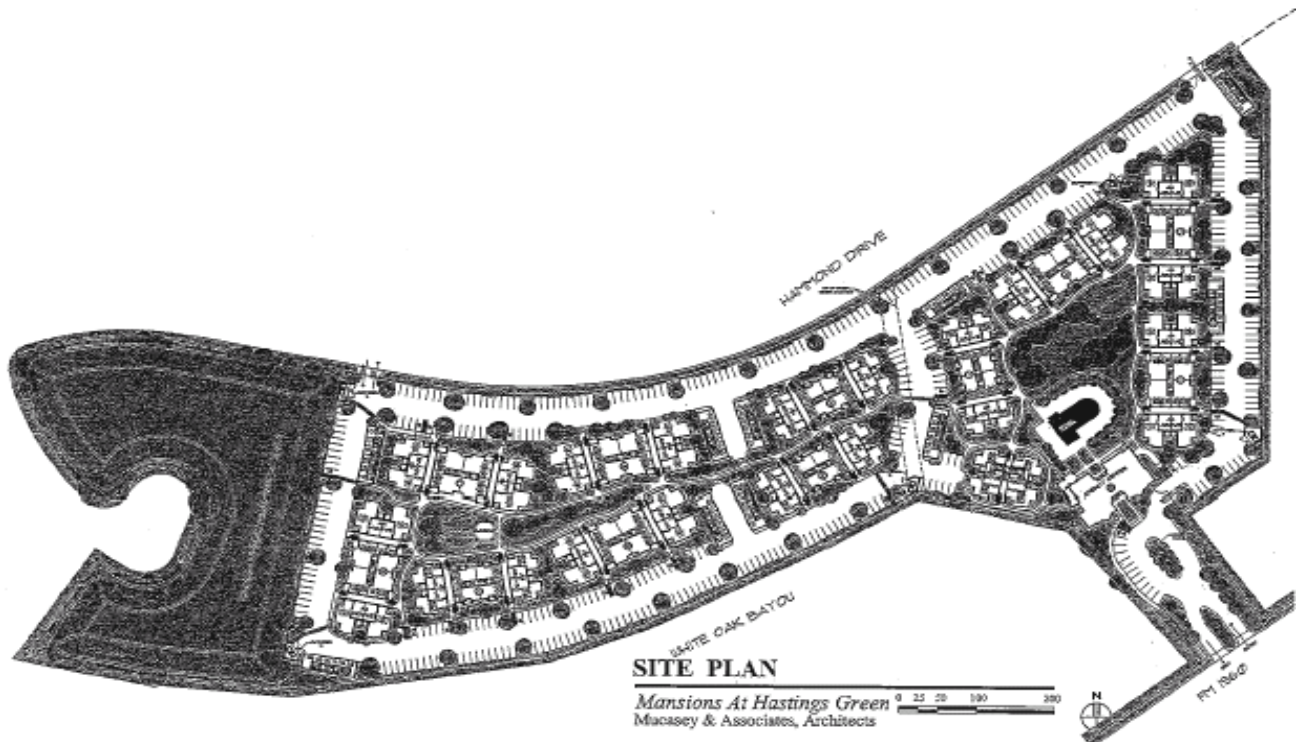 HAMMOND DRIVE
WHITE OAK BAYOU
FM 1960
SITE PLAN
Mansions At Hastings Green
0 25 50 100 200
Mucasey & Associates, Architects
N